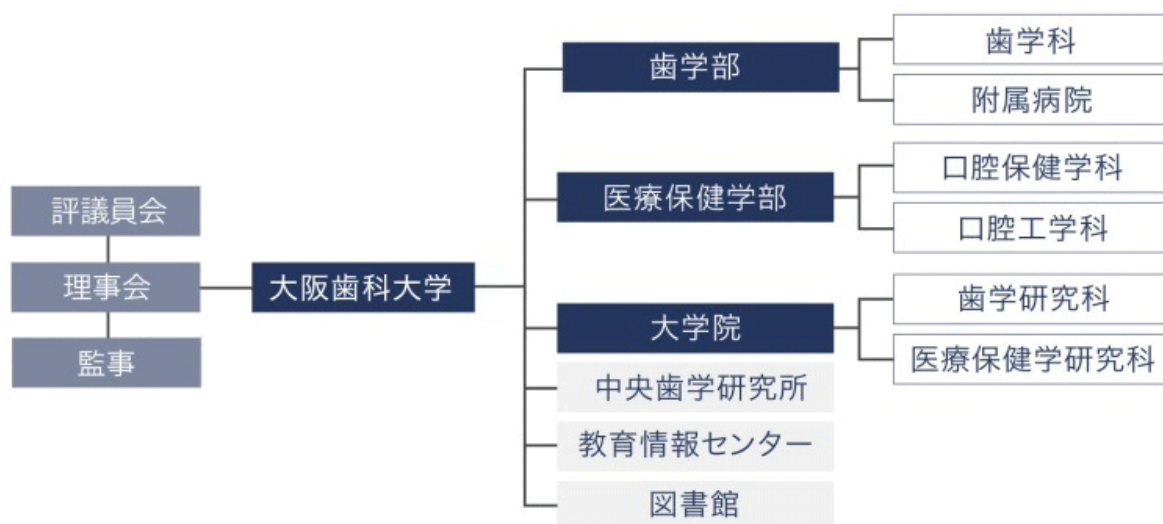 評議員会
理事会
監事
大阪歯科大学
歯学部
歯学科
附属病院
医療保健学部
口腔保健学科
口腔工学科
大学院
歯学研究科
医療保健学研究科
中央歯学研究所
教育情報センター
図書館